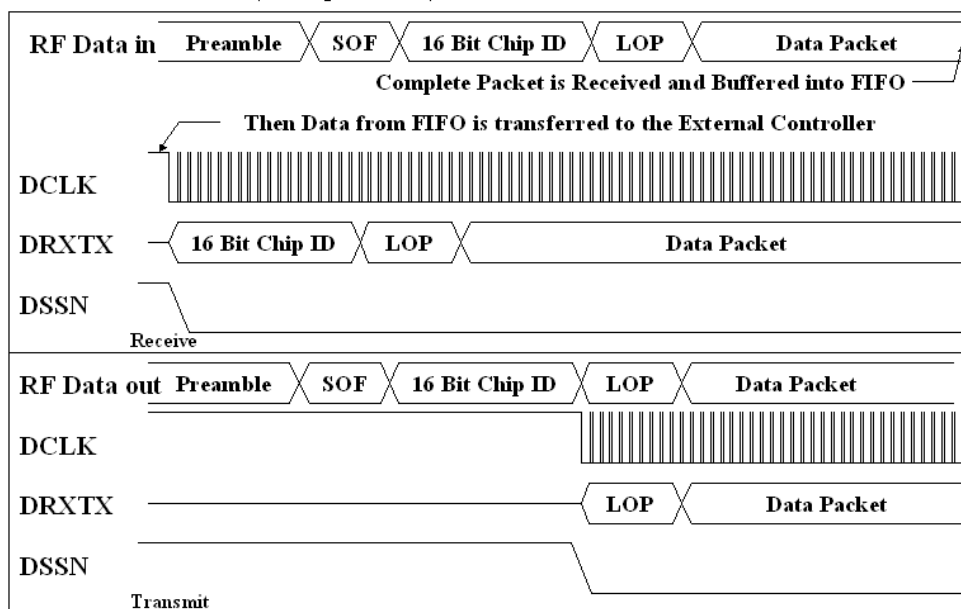 RF Data in Preamble SOF 16 Bit Chip ID LOP Data Packet
Complete Packet is Received and Buffered into FIFO
Then Data from FIFO is transferred to the External Controller
DCLK
DRXTX 16 Bit Chip ID LOP Data Packet
DSSN
Receive
RF Data out Preamble SOF 16 Bit Chip ID LOP Data Packet
DCLK
DRXTX LOP Data Packet
DSSN
Transmit